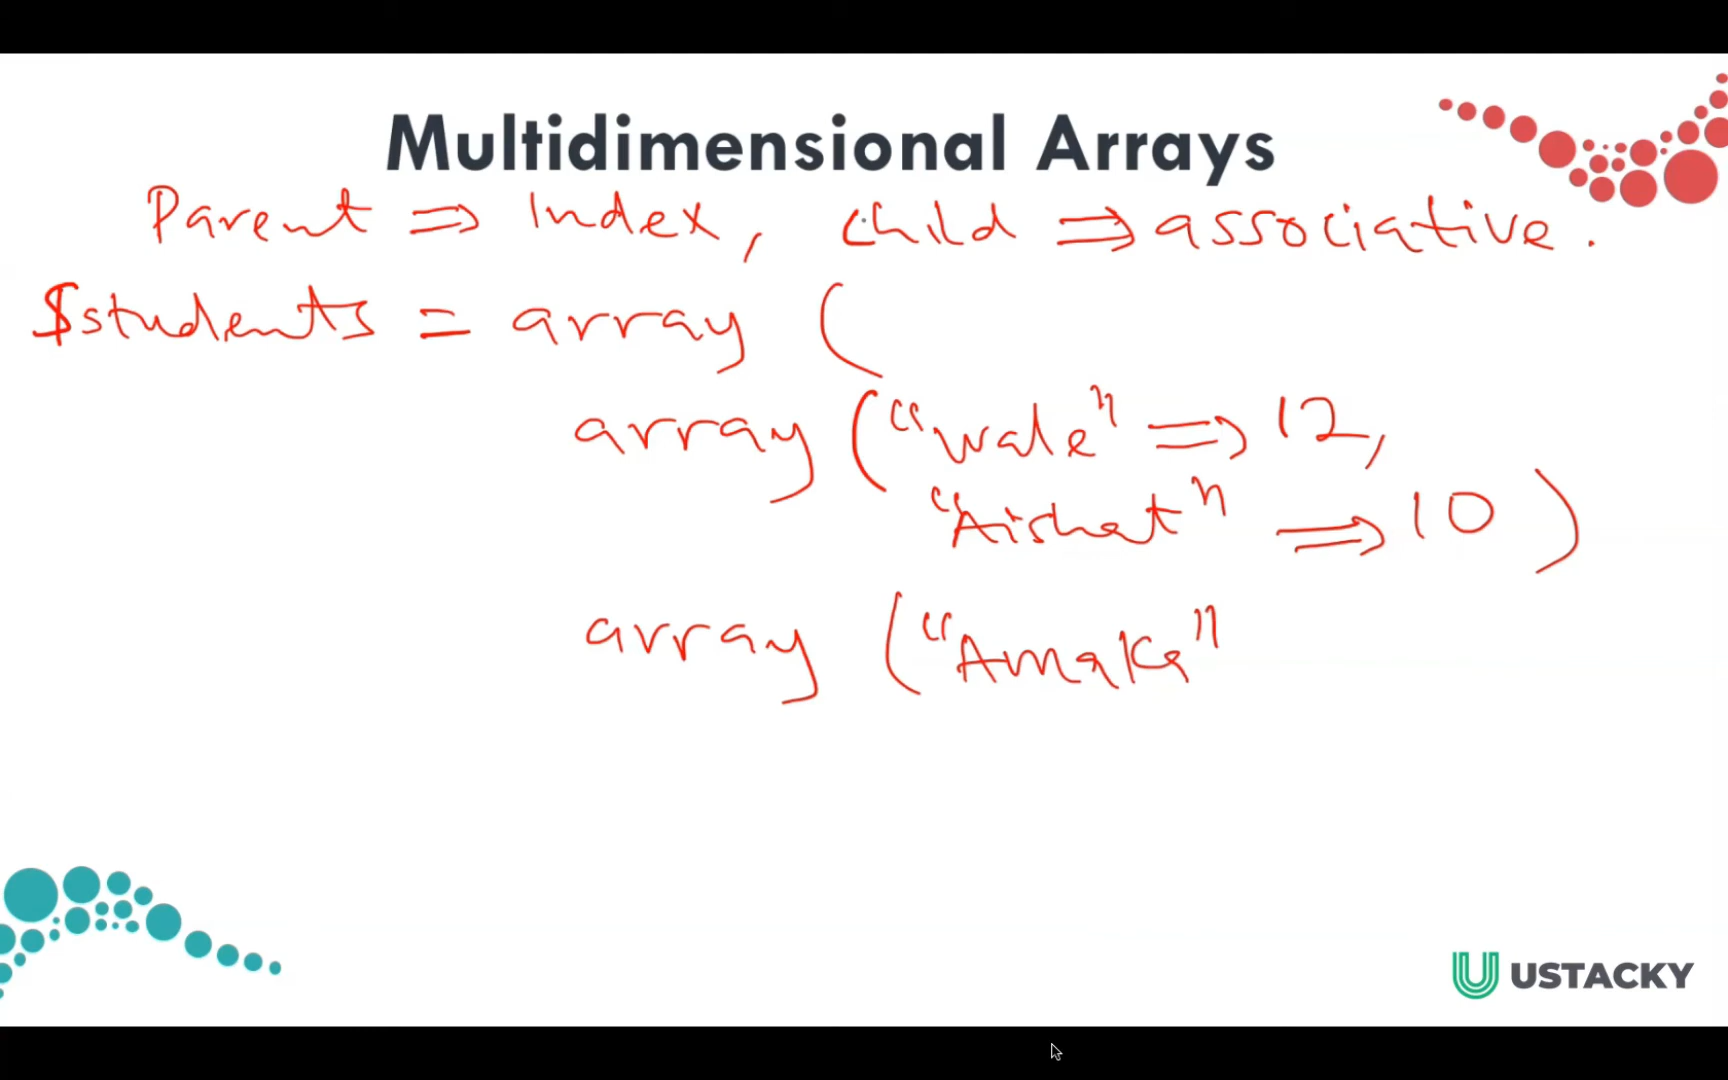 Multidimensional Arrays
Parent => Index, child => associative.
$students = array (
array ("wale" => 12,
"Aishat" => 10 )
array ("Amaka"
USTACKY